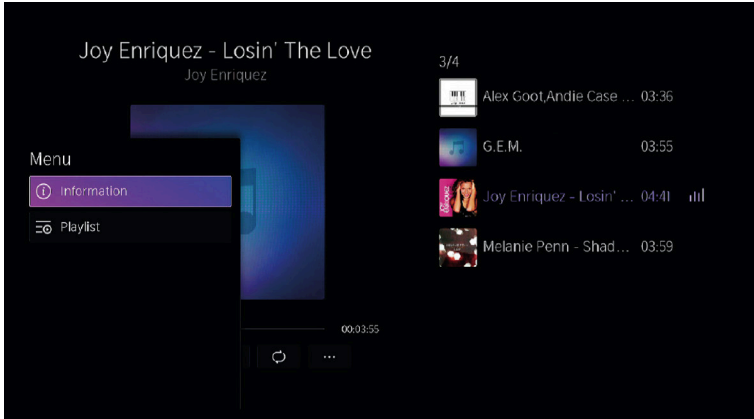 Joy Enriquez - Losin' The Love
Joy Enriquez
Menu
Information
Playlist
00:03:55
3/4
Alex Goot,Andie Case ... 03:36
G.E.M. 03:55
Joy Enriquez - Losin' ... 04:41
Melanie Penn - Shad... 03:59